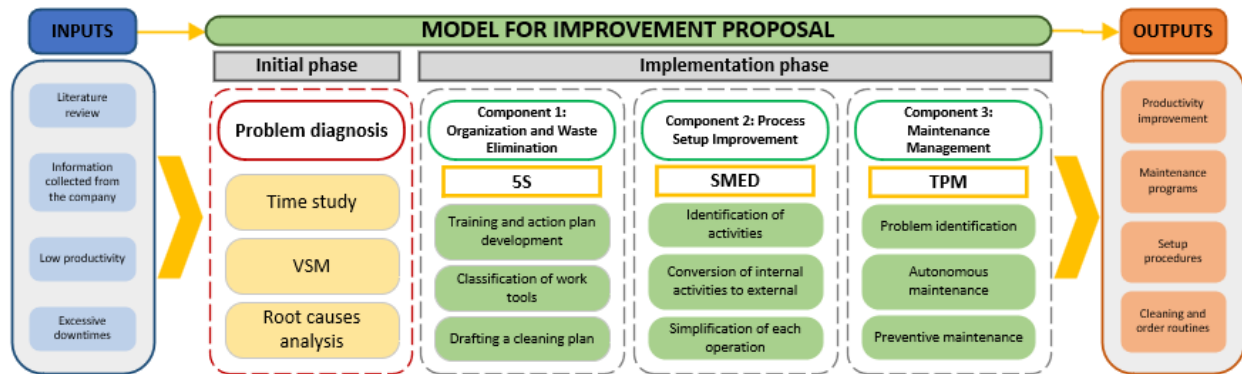 INPUTS
MODEL FOR IMPROVEMENT PROPOSAL
OUTPUTS
Initial phase
Implementation phase
Literature
review
Information
collected from
the company
Low productivity
Excessive
downtimes
Problem diagnosis
Time study
VSM
Root causes
analysis
Component 1:
Organization and Waste
Elimination
5S
Training and action plan
development
Classification of work
tools
Drafting a cleaning plan
Component 2: Process
Setup Improvement
SMED
Identification of
activities
Conversion of internal
activities to external
Simplification of each
operation
Component 3:
Maintenance
Management
TPM
Problem identification
Autonomous
maintenance
Preventive maintenance
Productivity
improvement
Maintenance
programs
Setup
procedures
Cleaning and
order routines